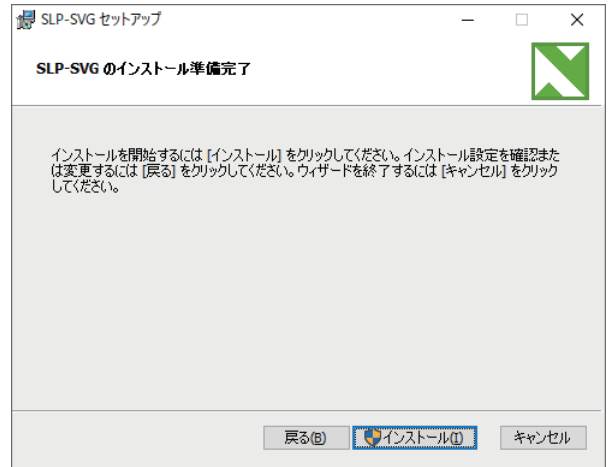 SLP-SVG セットアップ
SLP-SVG のインストール準備完了
インストールを開始するには [インストール] をクリックしてください。インストール設定を確認また
は変更するには [戻る] をクリックしてください。ウィザードを終了するには [キャンセル] をクリック
してください。
戻る(B) インストール(I) キャンセル